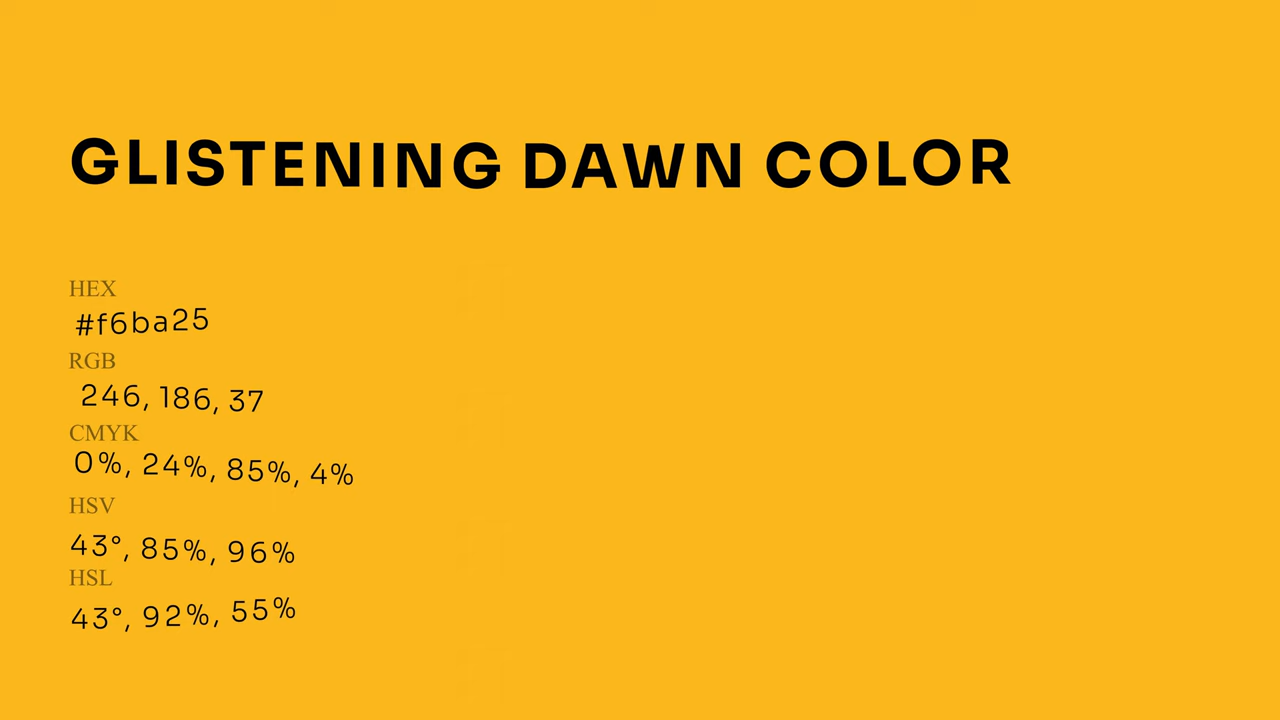 GLISTENING DAWN COLOR
HEX
#f6ba25
RGB
246, 186, 37
CMYK
0%, 24%, 85%, 4%
HSV
43°, 85%, 96%
HSL
43°, 92%, 55%